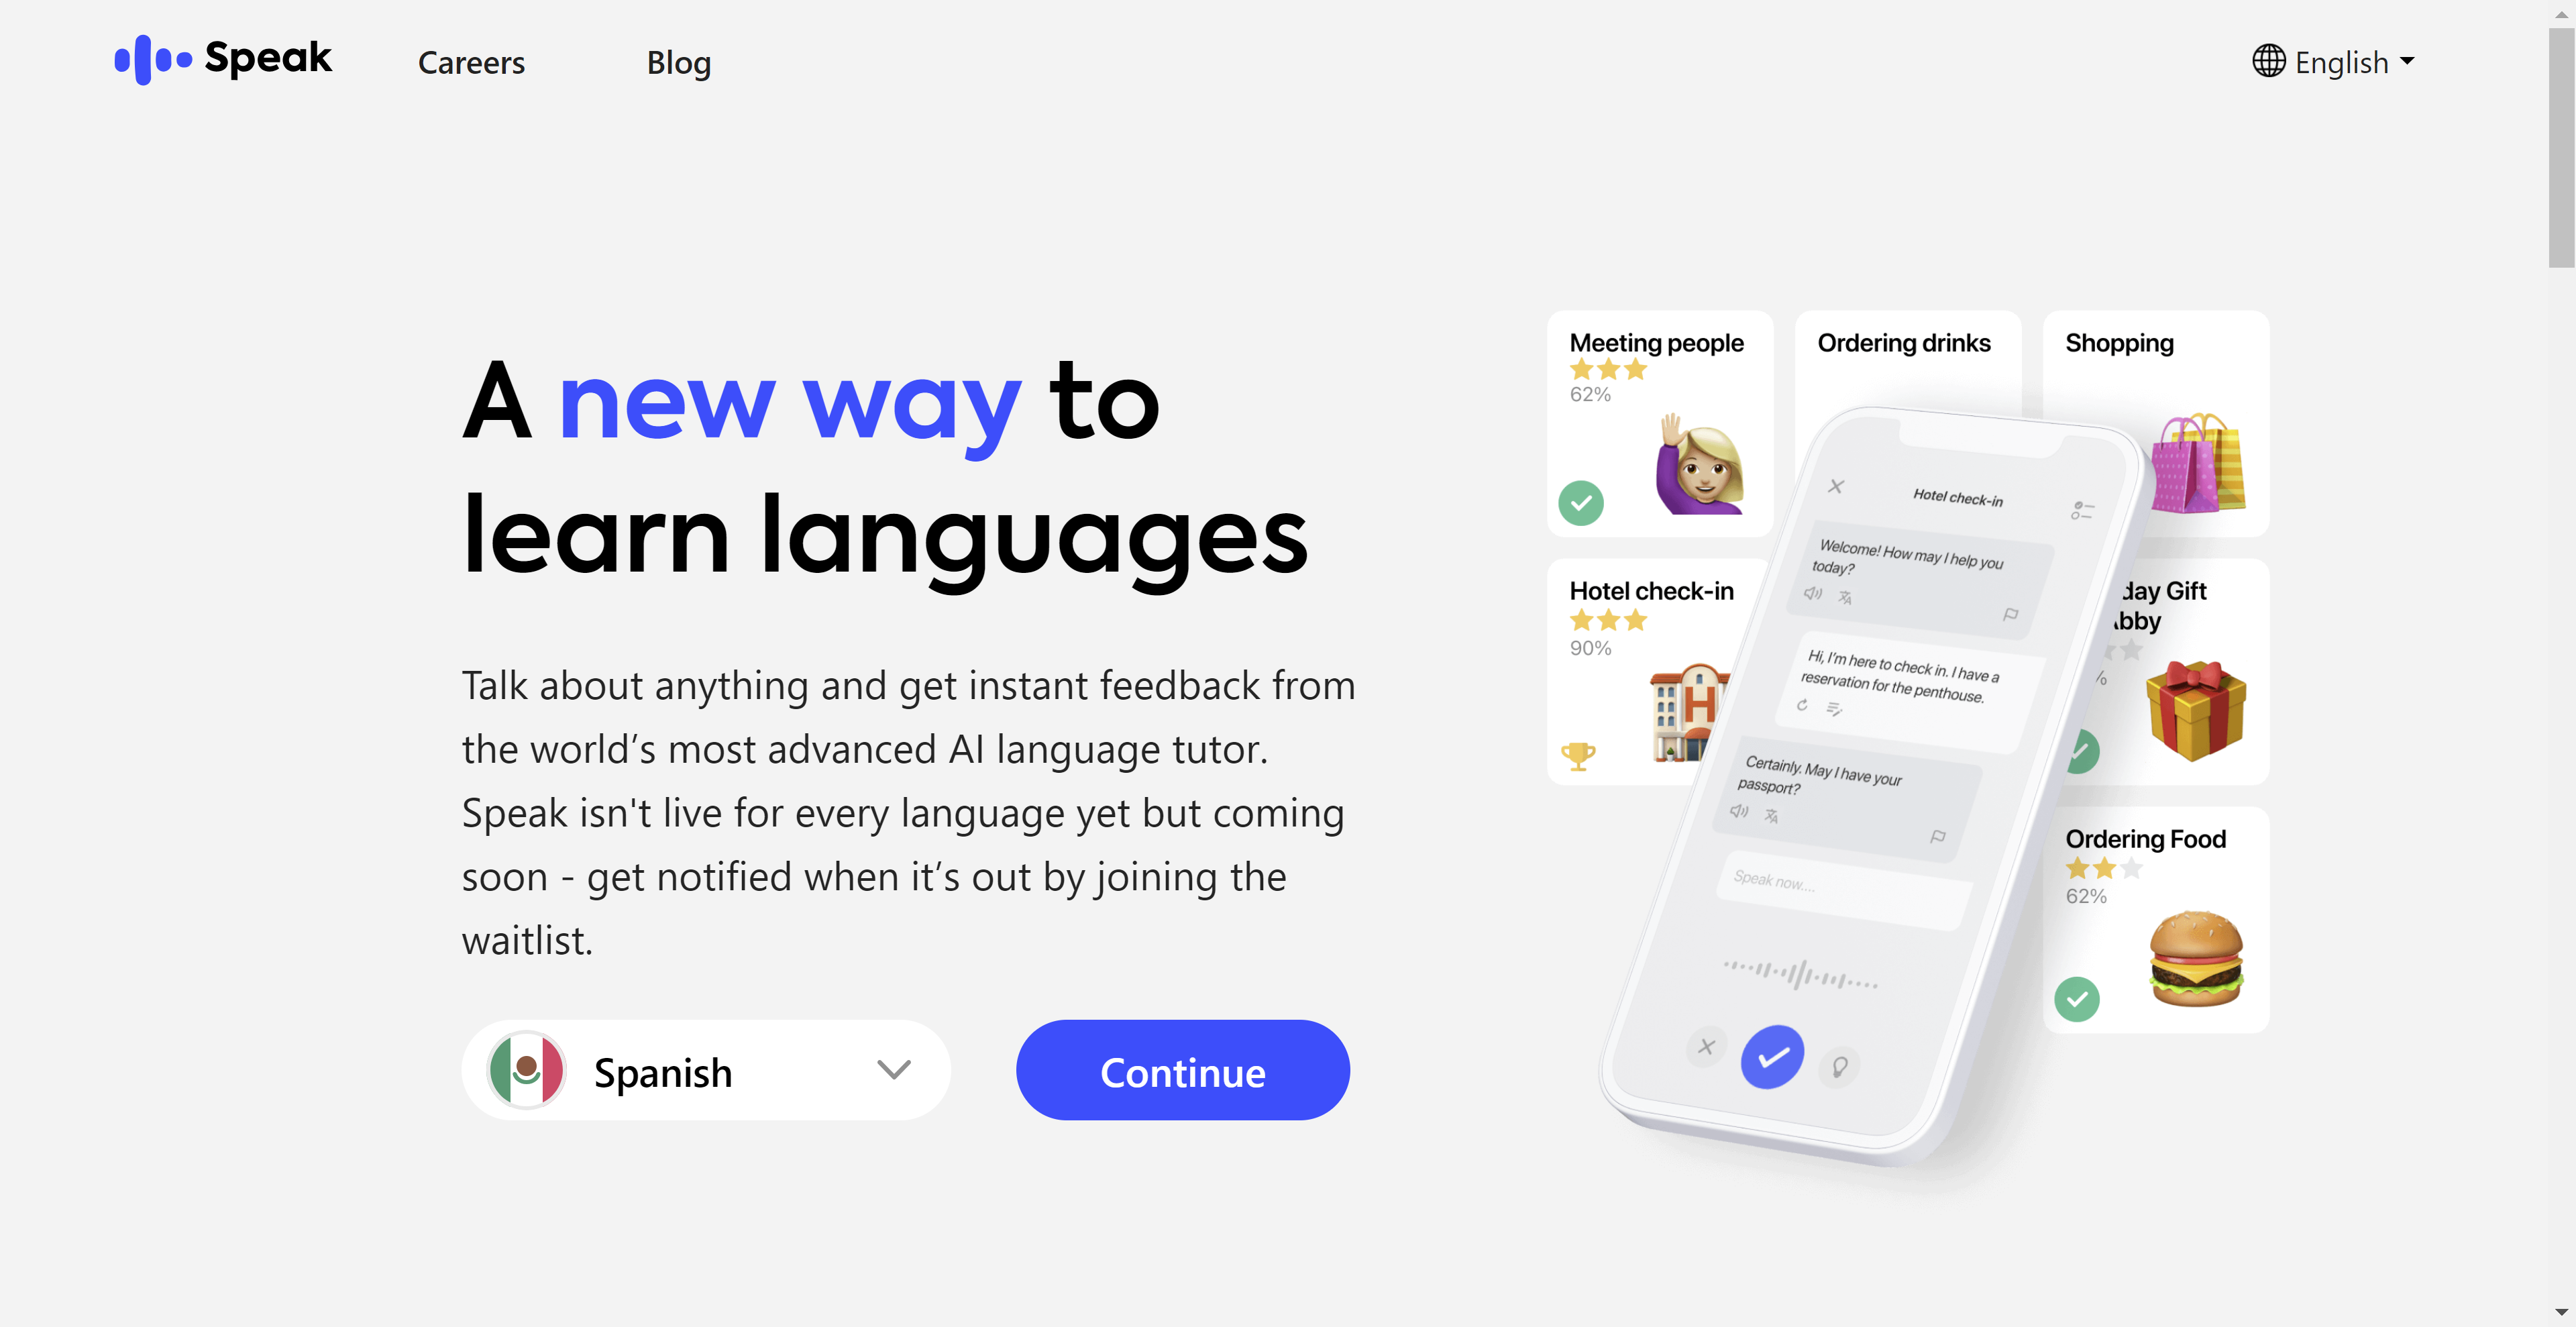 Speak
Careers
Blog
English
A new way to
learn languages
Talk about anything and get instant feedback from
the world’s most advanced AI language tutor.
Speak isn't live for every language yet but coming
soon - get notified when it’s out by joining the
waitlist.
Spanish
Continue
Meeting people
62%
Ordering drinks
Shopping
Hotel check-in
90%
H
day Gift
bby
%
Ordering Food
62%
Hotel check-in
Welcome! How may I help you
today?
Hi, I’m here to check in. I have a
reservation for the penthouse.
Certainly. May I have your
passport?
Speak now....